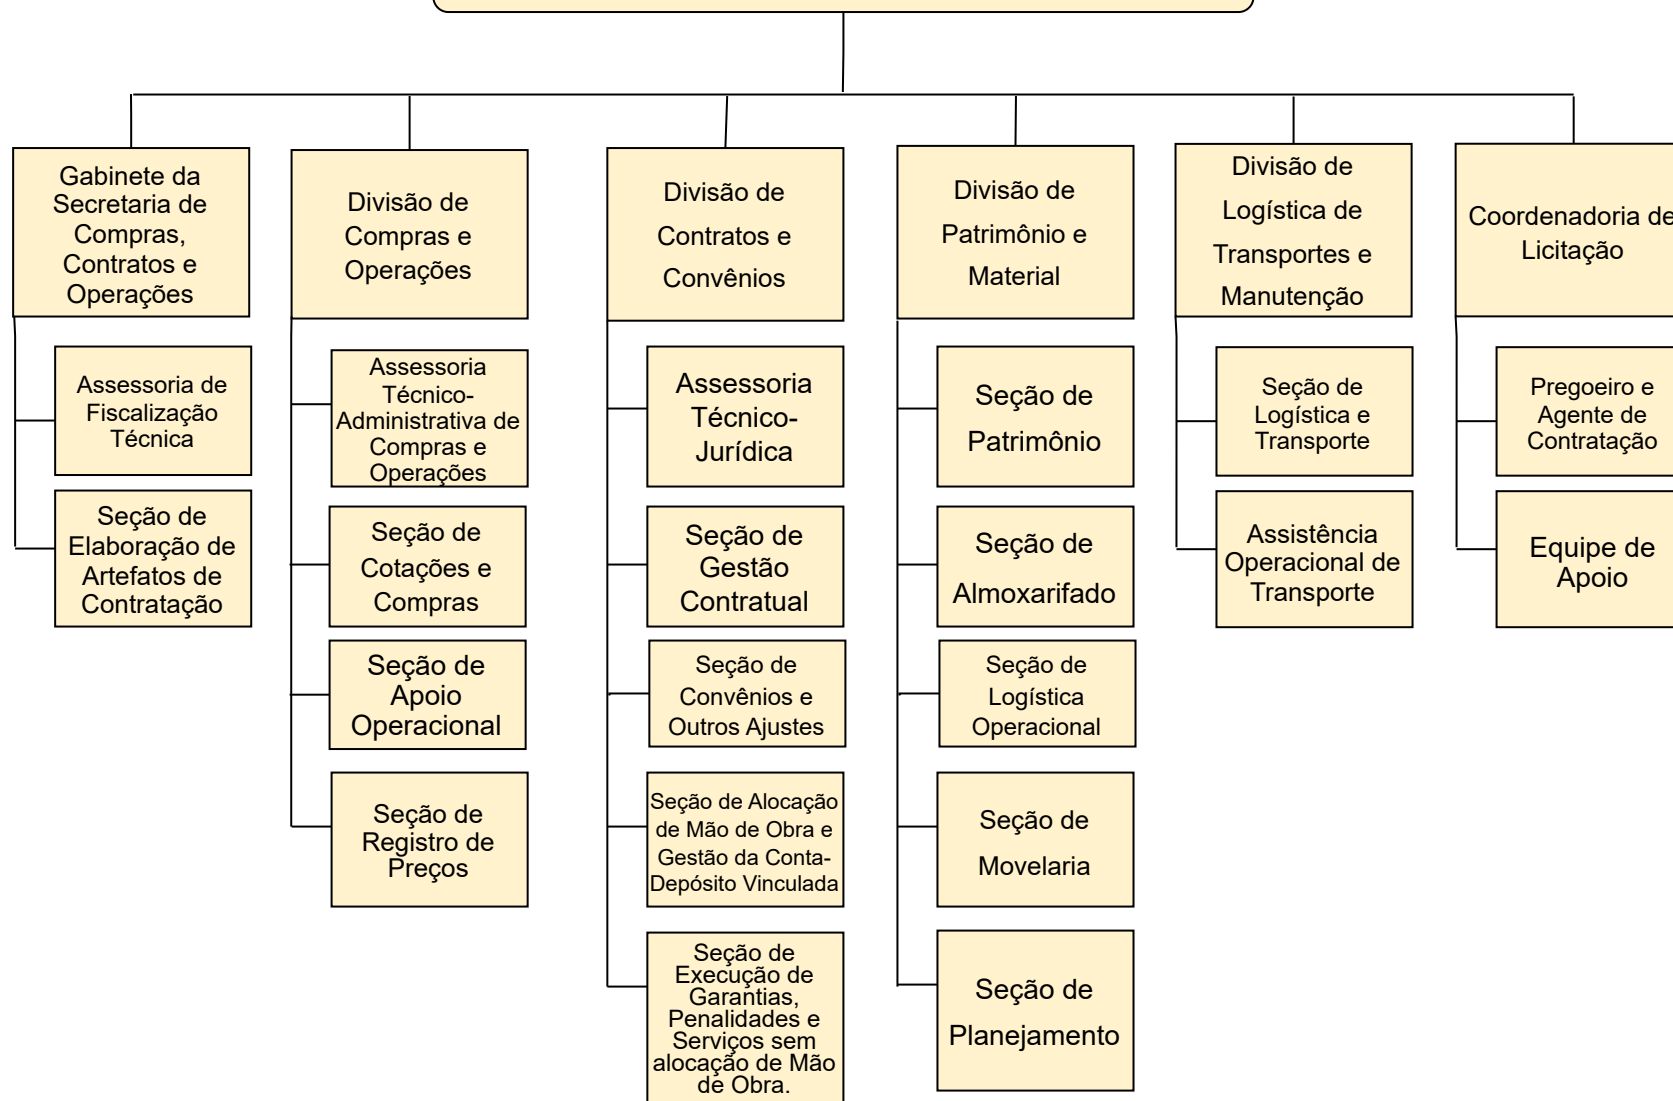 Gabinete da
Secretaria de
Compras,
Contratos e
Operações
Divisão de
Compras e
Operações
Divisão de
Contratos e
Convênios
Divisão de
Patrimônio e
Material
Divisão de
Logística de
Transportes e
Manutenção
Coordenadoria de
Licitação
Assessoria de
Fiscalização
Técnica
Seção de
Elaboração de
Artefatos de
Contratação
Assessoria
Técnico-
Administrativa de
Compras e
Operações
Seção de
Cotações e
Compras
Seção de
Apoio
Operacional
Seção de
Registro de
Preços
Assessoria
Técnico-
Jurídica
Seção de
Gestão
Contratual
Seção de
Convênios e
Outros Ajustes
Seção de Alocação
de Mão de Obra e
Gestão da Conta-
Depósito Vinculada
Seção de
Execução de
Garantias,
Penalidades e
Serviços sem
alocação de Mão
de Obra.
Seção de
Patrimônio
Seção de
Almoxarifado
Seção de
Logística
Operacional
Seção de
Movelaria
Seção de
Planejamento
Seção de
Logística e
Transporte
Assistência
Operacional de
Transporte
Pregoeiro e
Agente de
Contratação
Equipe de
Apoio